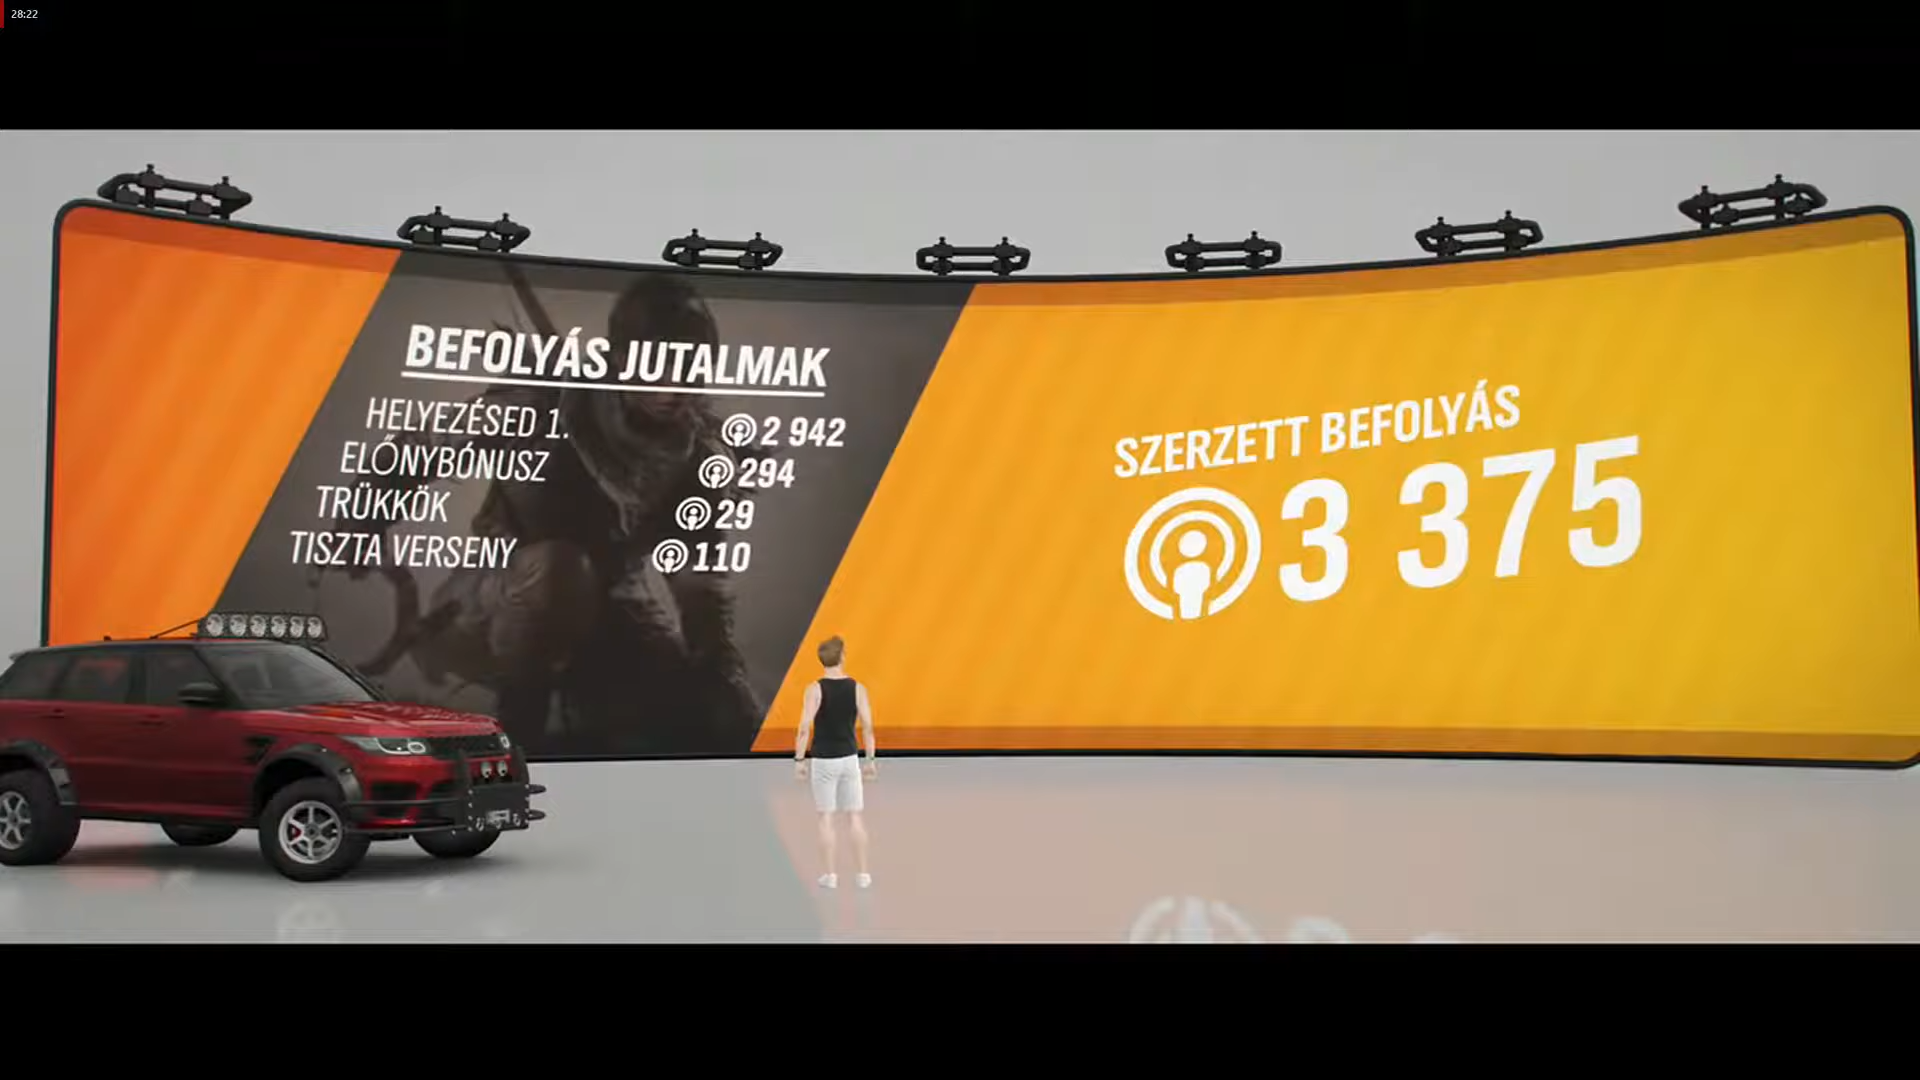 28:22
BEFOLYÁS JUTALMAK
HELYEZÉSED 1. 2 942
ELŐNYBÓNUSZ 294
TRÜKKÖK 29
TISZTA VERSENY 110
SZERZETT BEFOLYÁS
3 375